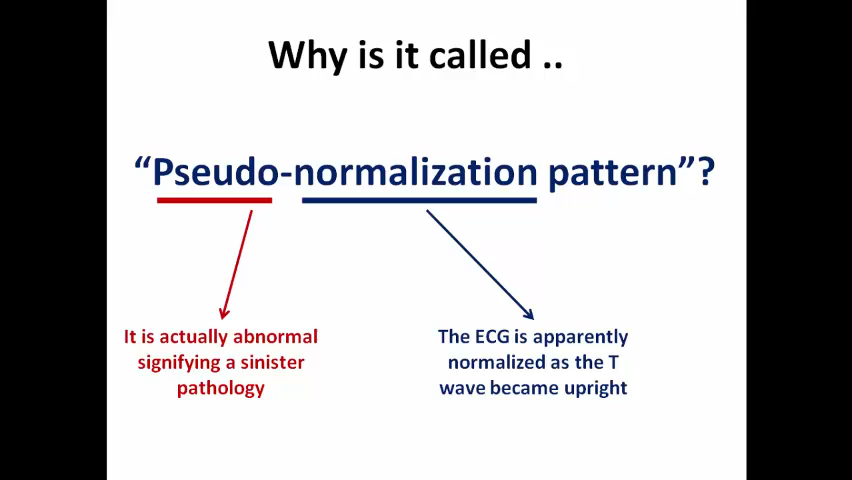 Why is it called ..
“Pseudo-normalization pattern”?
It is actually abnormal
signifying a sinister
pathology
The ECG is apparently
normalized as the T
wave became upright